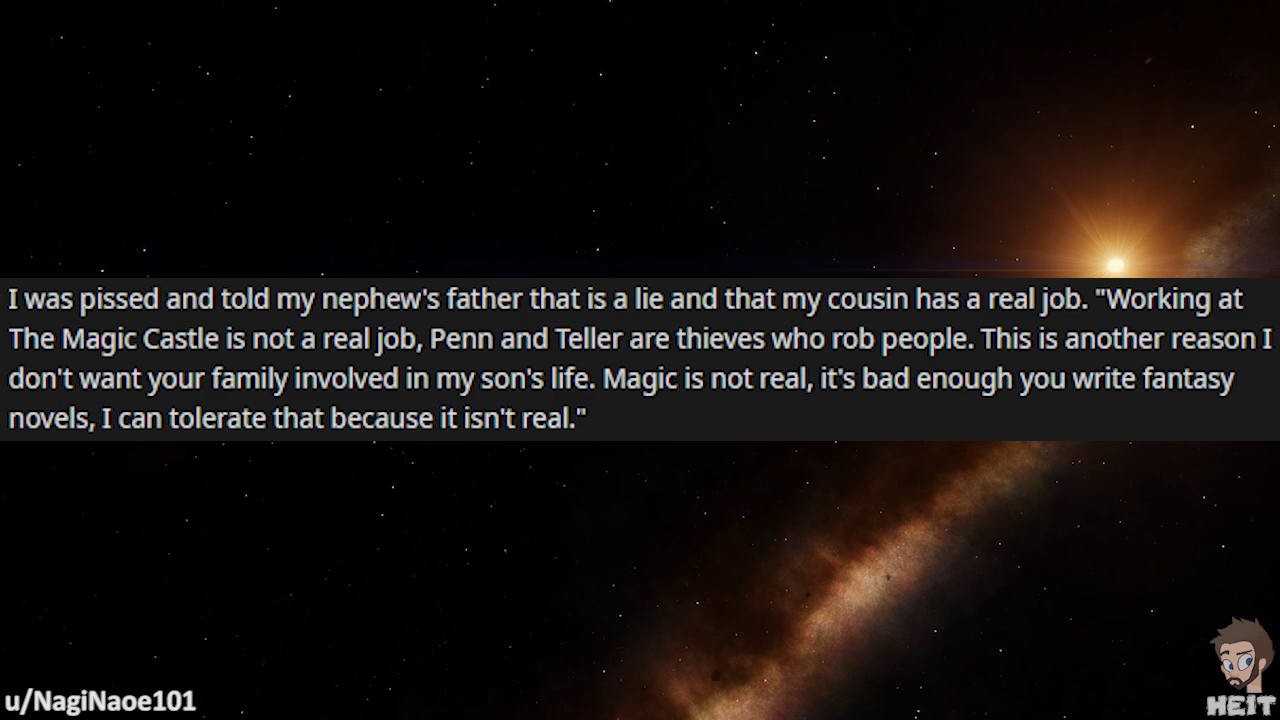 I was pissed and told my nephew's father that is a lie and that my cousin has a real job. "Working at
The Magic Castle is not a real job, Penn and Teller are thieves who rob people. This is another reason I
don't want your family involved in my son's life. Magic is not real, it's bad enough you write fantasy
novels, I can tolerate that because it isn't real."
u/NagiNaoe101
HEIT